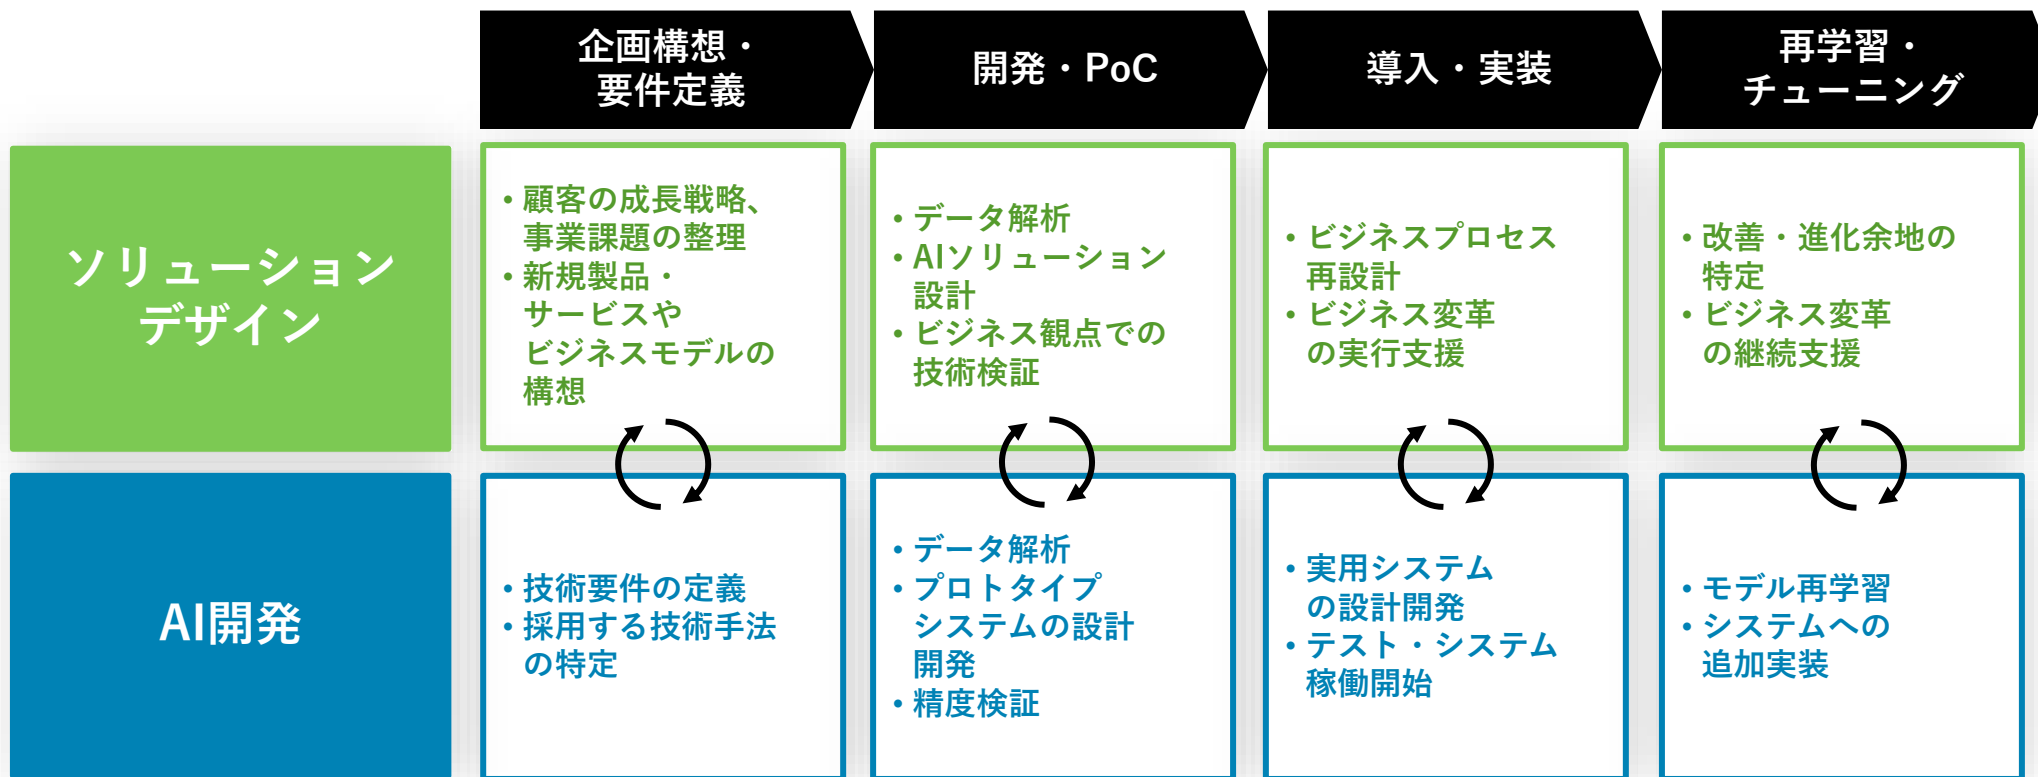 企画構想・
要件定義
開発・PoC
導入・実装
再学習・
チューニング
ソリューション
デザイン
・顧客の成長戦略、
事業課題の整理
・新規製品・
サービスや
ビジネスモデルの
構想
・データ解析
・AIソリューション
設計
・ビジネス観点での
技術検証
・ビジネスプロセス
再設計
・ビジネス変革
の実行支援
・改善・進化余地の
特定
・ビジネス変革
の継続支援
AI開発
・技術要件の定義
・採用する技術手法
の特定
・データ解析
・プロトタイプ
システムの設計
開発
・精度検証
・実用システム
の設計開発
・テスト・システム
稼働開始
・モデル再学習
・システムへの
追加実装